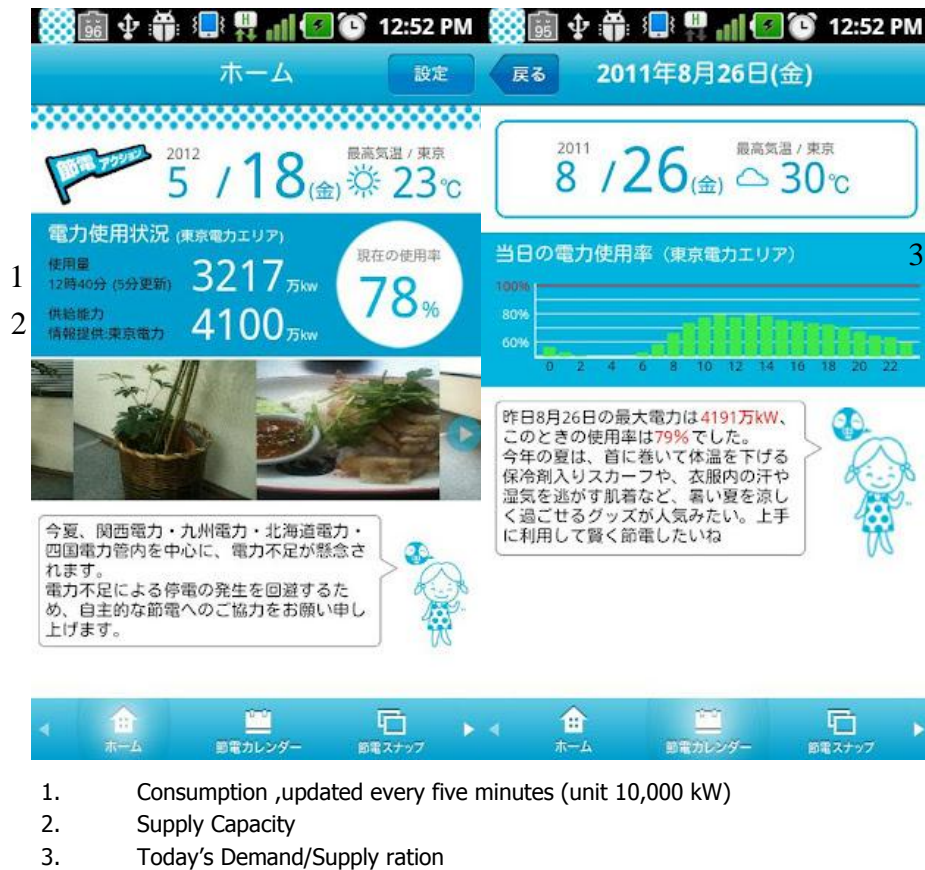 96
H
12:52 PM
ホーム
設定
節電アクション
2012
5 / 18 (金)
最高気温 / 東京
23℃
電力使用状況 (東京電力エリア)
1
使用量
12時40分 (5分更新)
3217万kw
2
供給能力
情報提供:東京電力
4100万kw
現在の使用率
78%
今夏、関西電力・九州電力・北海道電力・
四国電力管内を中心に、電力不足が懸念さ
れます。
電力不足による停電の発生を回避するた
め、自主的な節電へのご協力をお願い申し
上げます。
ホーム
節電カレンダー
節電スナップ
95
H
12:52 PM
戻る
2011年8月26日(金)
2011
8 / 26 (金)
最高気温 / 東京
30℃
当日の電力使用率 (東京電力エリア)
3
100%
80%
60%
0 2 4 6 8 10 12 14 16 18 20 22
昨日8月26日の最大電力は4191万kW、
このときの使用率は79%でした。
今年の夏は、首に巻いて体温を下げる
保冷剤入りスカーフや、衣服内の汗や
湿気を逃がす肌着など、暑い夏を涼し
く過ごせるグッズが人気みたい。上手
に利用して賢く節電したいね
ホーム
節電カレンダー
節電スナップ
1. Consumption ,updated every five minutes (unit 10,000 kW)
2. Supply Capacity
3. Today's Demand/Supply ration